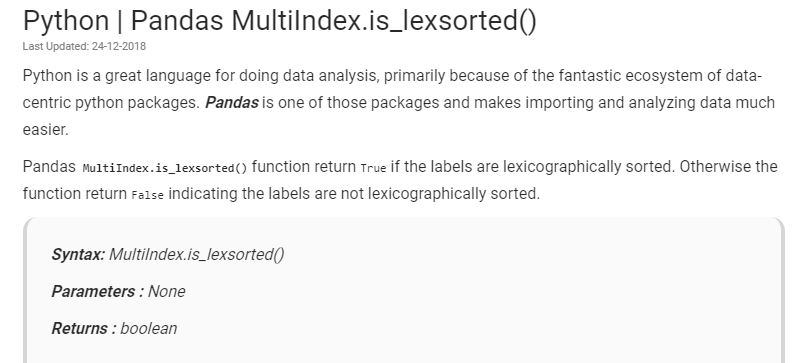 Python | Pandas MultiIndex.is_lexsorted()
Last Updated: 24-12-2018
Python is a great language for doing data analysis, primarily because of the fantastic ecosystem of data-
centric python packages. Pandas is one of those packages and makes importing and analyzing data much
easier.
Pandas MultiIndex.is_lexsorted() function return True if the labels are lexicographically sorted. Otherwise the
function return False indicating the labels are not lexicographically sorted.
Syntax: MultiIndex.is_lexsorted()
Parameters : None
Returns : boolean